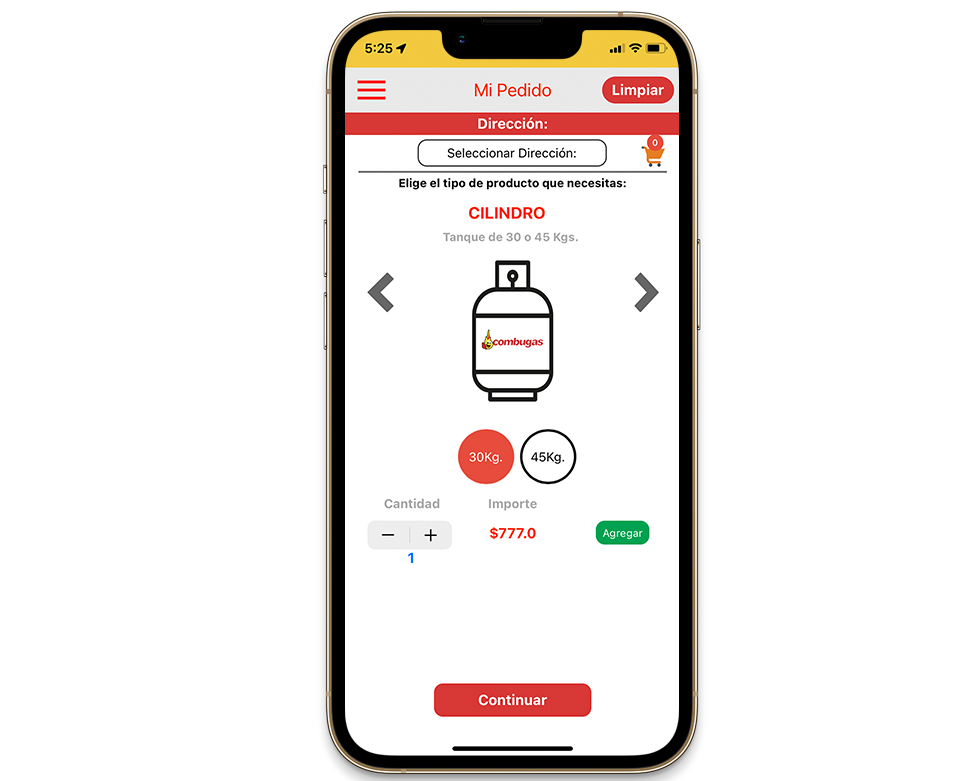 5:25
Mi Pedido
Limpiar
Dirección:
Seleccionar Dirección:
0
Elige el tipo de producto que necesitas:
CILINDRO
Tanque de 30 o 45 Kgs.
combugas
30Kg.
45Kg.
Cantidad
Importe
− +
$777.0
Agregar
1
Continuar